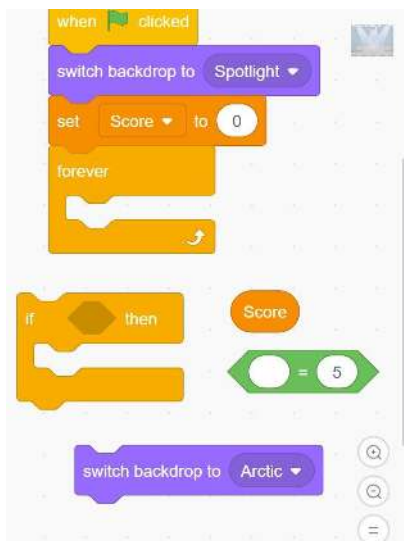 when clicked
switch backdrop to Spotlight
set Score to 0
forever
if then
Score
= 5
switch backdrop to Arctic
=